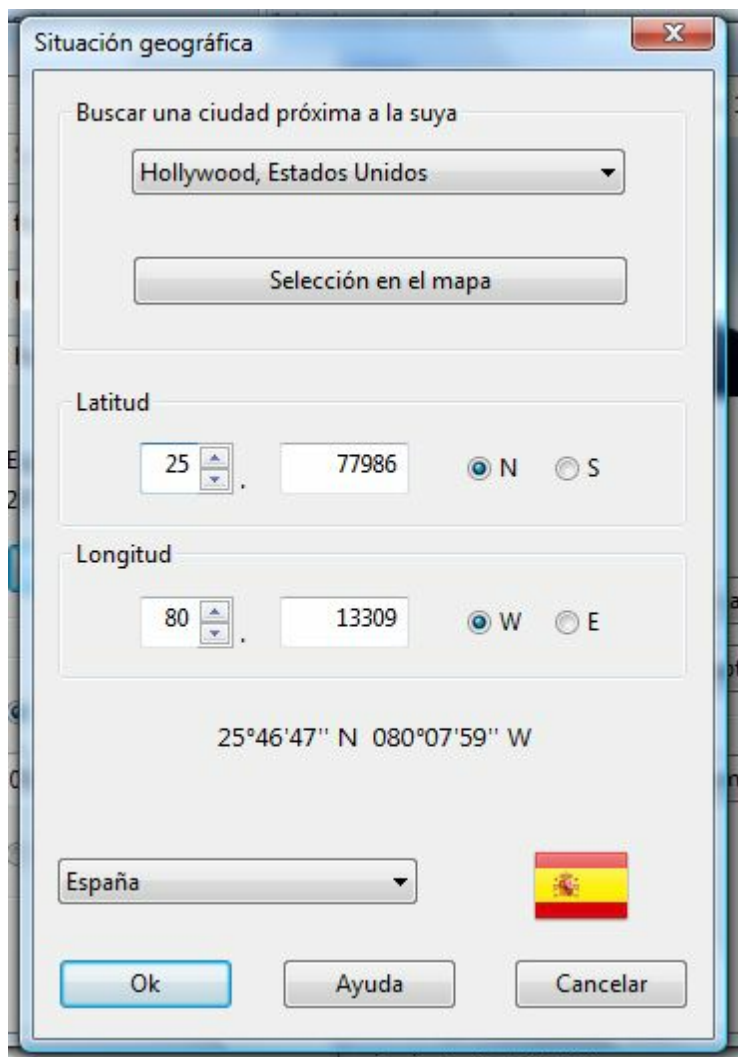 Situación geográfica
Buscar una ciudad próxima a la suya
Hollywood, Estados Unidos
Selección en el mapa
Latitud
25 . 77986 N S
Longitud
80 . 13309 W E
25°46'47'' N 080°07'59'' W
España
Ok Ayuda Cancelar